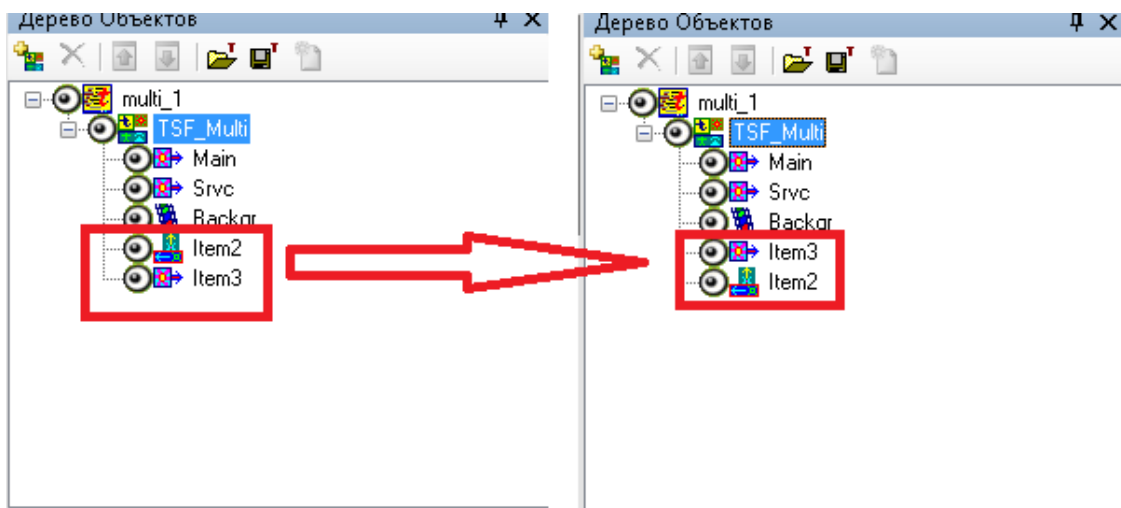 Дерево Объектов
multi_1
TSF_Multi
Main
Srvc
Backgr
Item2
Item3
Дерево Объектов
multi_1
TSF_Multi
Main
Srvc
Backgr
Item3
Item2